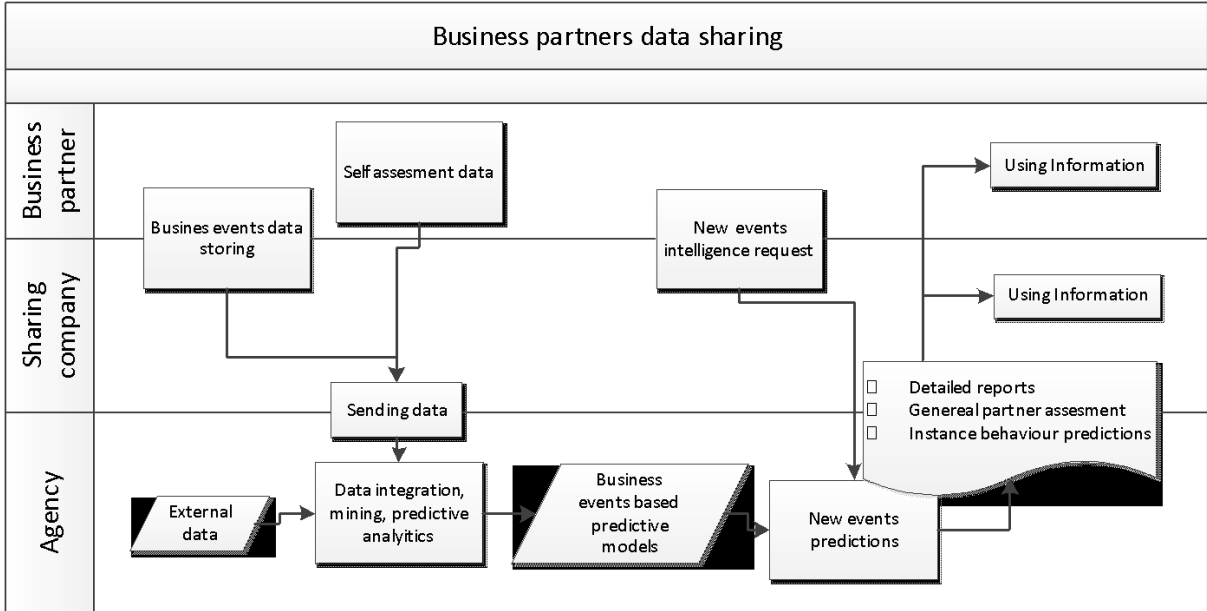 Business partners data sharing
Business
partner
Self assesment data
Using Information
Busines events data
storing
New events
intelligence request
Sharing
company
Using Information
Detailed reports
Genereal partner assesment
Instance behaviour predictions
Sending data
Agency
External
data
Data integration,
mining, predictive
analyitics
Business
events based
predictive
models
New events
predictions